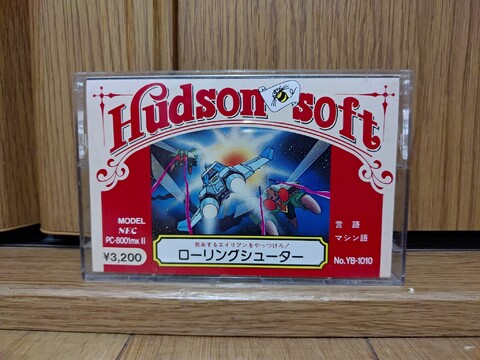 Hudson soft
MODEL
NEC
PC-6001mkⅡ
¥3,200
襲来するエイリアンをやっつけろ!
ローリングシューター
言語
マシン語
No.YB-1010